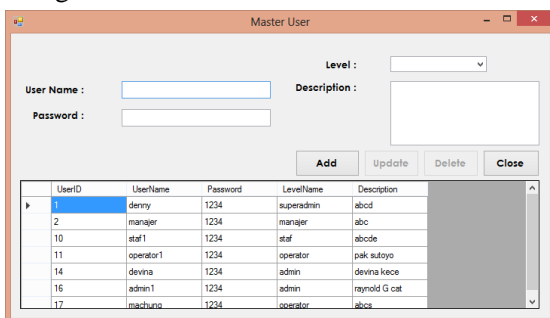 Master User
Level :
User Name :
Description :
Password :
Add Update Delete Close
UserID UserName Password LevelName Description
1 denny 1234 superadmin abcd
2 manajer 1234 manajer abc
10 staf1 1234 staf abcde
11 operator1 1234 operator pak sutoyo
14 devina 1234 admin devina kece
16 admin1 1234 admin raynold G cat
17 machung 1234 operator abcs